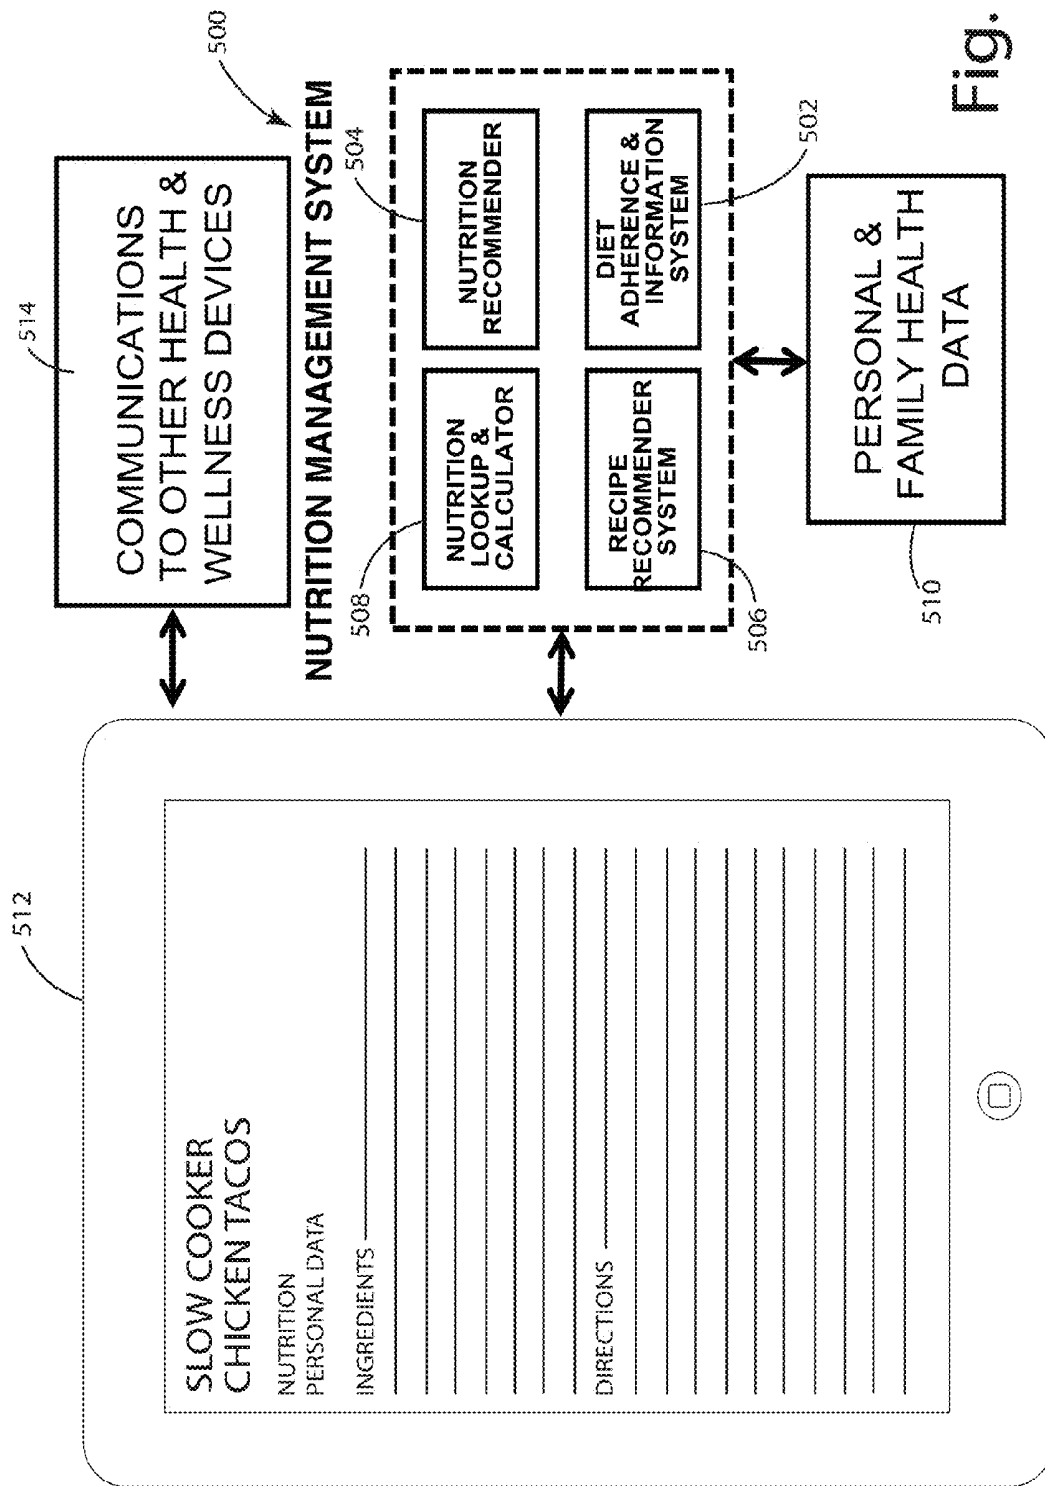 512
SLOW COOKER
CHICKEN TACOS
NUTRITION
PERSONAL DATA
INGREDIENTS
DIRECTIONS
514
COMMUNICATIONS
TO OTHER HEALTH &
WELLNESS DEVICES
500
NUTRITION MANAGEMENT SYSTEM
508
NUTRITION
LOOKUP &
CALCULATOR
504
NUTRITION
RECOMMENDER
RECIPE
RECOMMENDER
SYSTEM
506
DIET
ADHERENCE &
INFORMATION
SYSTEM
502
PERSONAL &
FAMILY HEALTH
DATA
510
Fig.